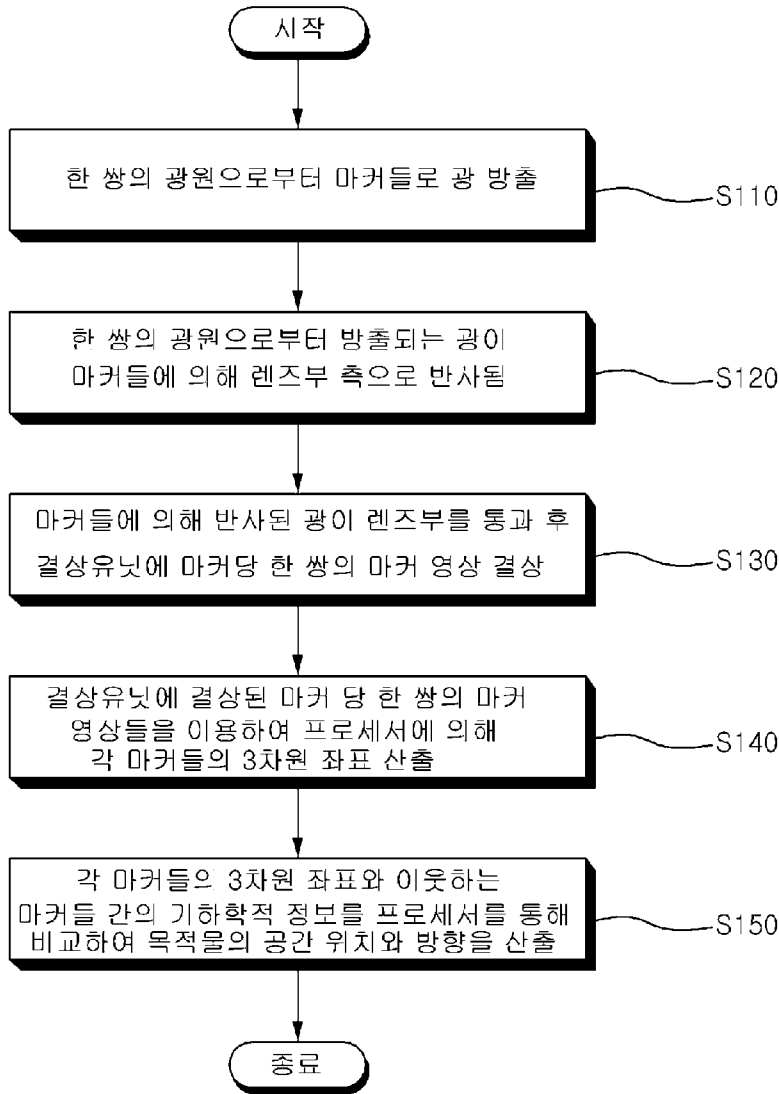 시작
한 쌍의 광원으로부터 마커들로 광 방출
S110
한 쌍의 광원으로부터 방출되는 광이
마커들에 의해 렌즈부 측으로 반사됨
S120
마커들에 의해 반사된 광이 렌즈부를 통과 후
결상유닛에 마커당 한 쌍의 마커 영상 결상
S130
결상유닛에 결상된 마커 당 한 쌍의 마커
영상들을 이용하여 프로세서에 의해
각 마커들의 3차원 좌표 산출
S140
각 마커들의 3차원 좌표와 이웃하는
마커들 간의 기하학적 정보를 프로세서를 통해
비교하여 목적물의 공간 위치와 방향을 산출
S150
종료